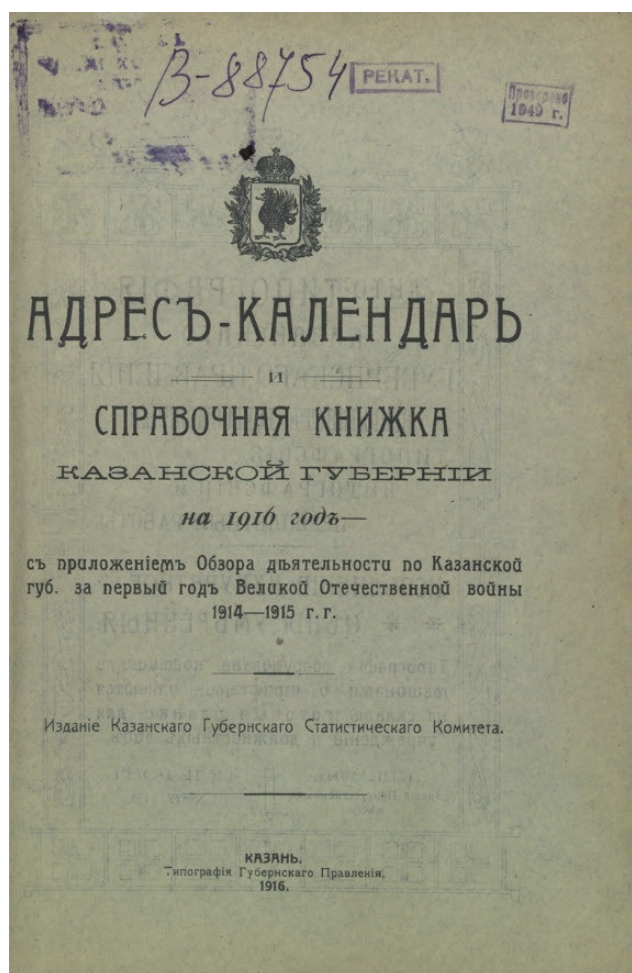 В-88754
РЕКАТ.
Проверено
1949 г.
АДРЕСЪ-КАЛЕНДАРЬ
И
СПРАВОЧНАЯ КНИЖКА
КАЗАНСКОЙ ГУБЕРНІИ
на 1916 годъ—
съ приложеніемъ Обзора дѣятельности по Казанской
губ. за первый годъ Великой Отечественной войны
1914—1915 г. г.
Изданіе Казанскаго Губернскаго Статистическаго Комитета.
КАЗАНЬ.
Типографія Губернскаго Правленія.
1916.